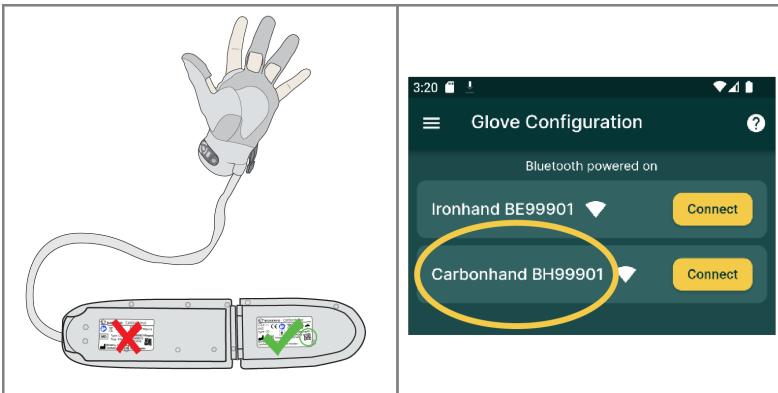 3:20
Glove Configuration
?
Bluetooth powered on
Ironhand BE99901
Connect
Carbonhand BH99901
Connect